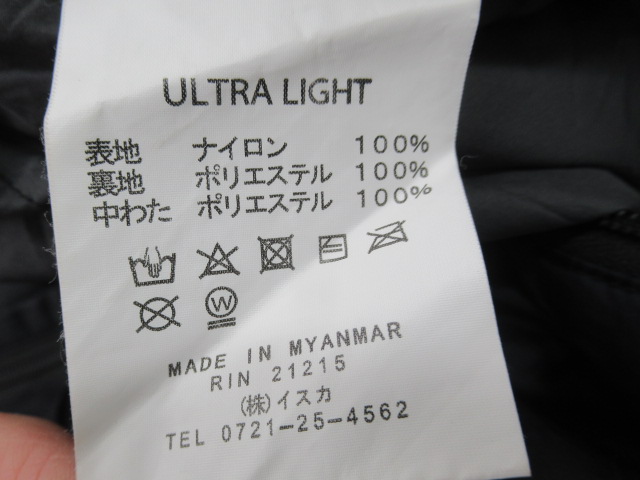 ULTRA LIGHT
表地 ナイロン 100%
裏地 ポリエステル 100%
中わた ポリエステル 100%
W
MADE IN MYANMAR
RIN 21215
(株)イスカ
TEL 0721-25-4562